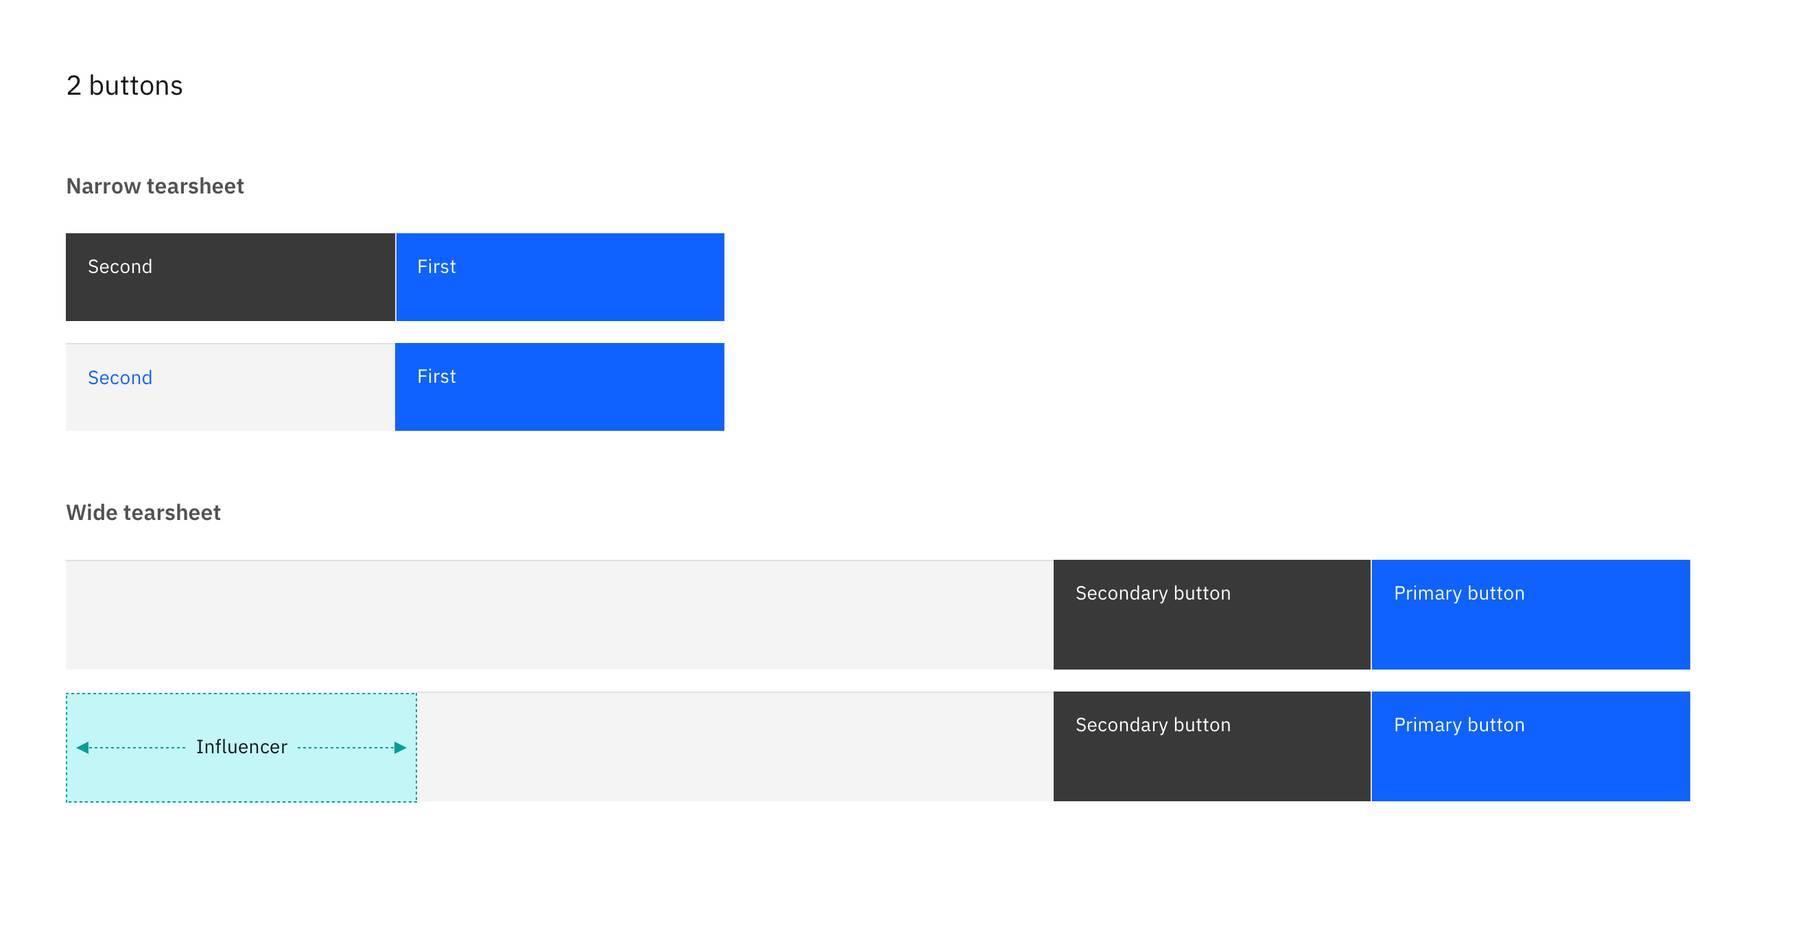 2 buttons
Narrow tearsheet
Second First
Second First
Wide tearsheet
Secondary button Primary button
Influencer Secondary button Primary button